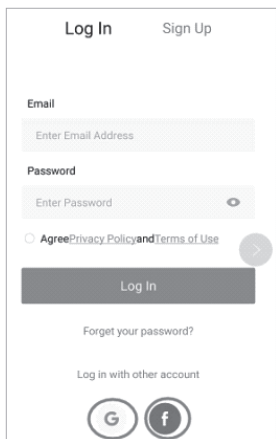 Log In Sign Up
Email
Enter Email Address
Password
Enter Password
AgreePrivacy PolicyandTerms of Use
Log In
Forget your password?
Log in with other account
G f